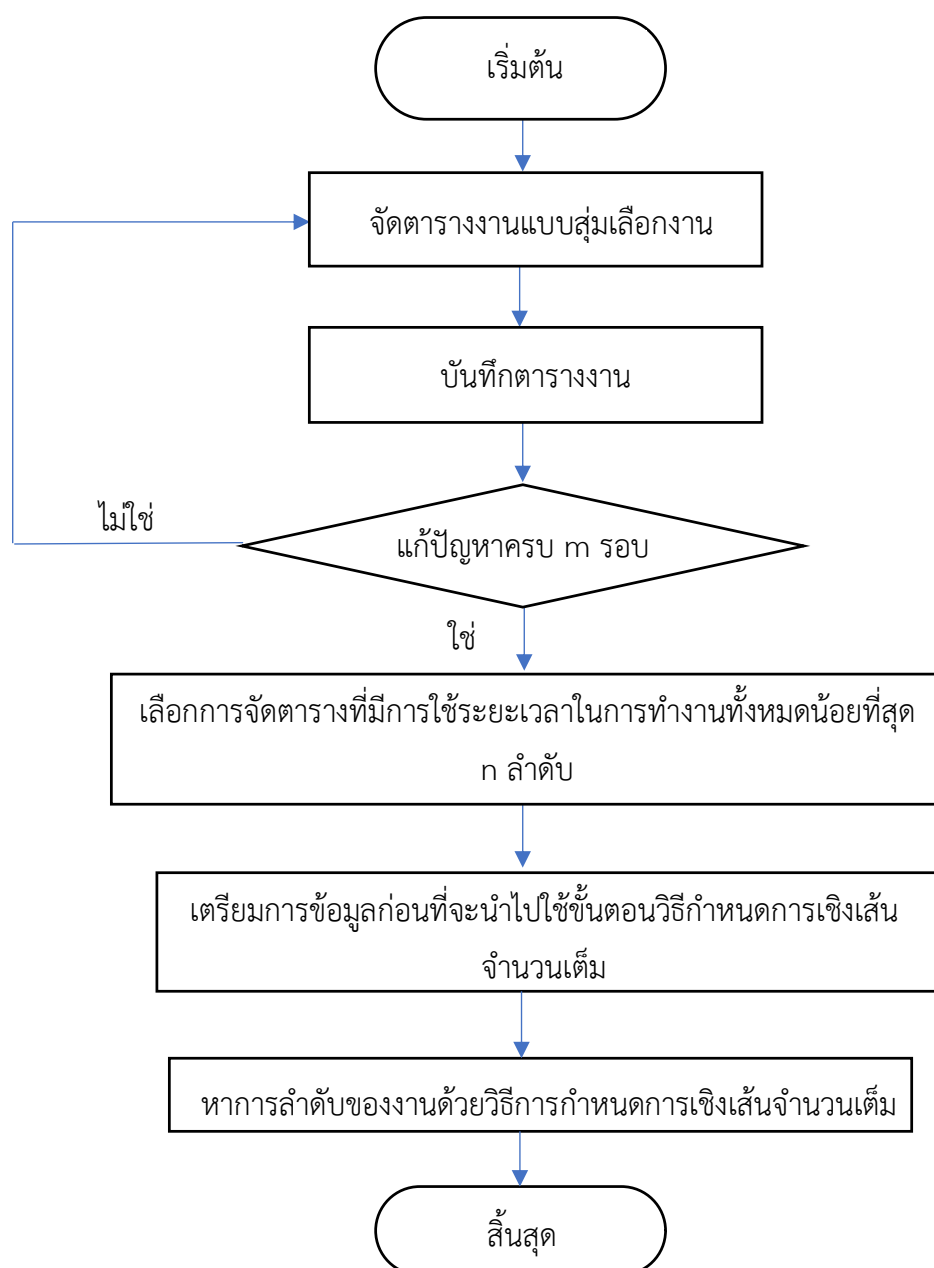 เริ่มต้น
จัดตารางงานแบบสุ่มเลือกงาน
บันทึกตารางงาน
ไม่ใช่
แก้ปัญหาครบ m รอบ
ใช่
เลือกการจัดตารางที่มีการใช้ระยะเวลาในการทำงานทั้งหมดน้อยที่สุด
n ลำดับ
เตรียมการข้อมูลก่อนที่จะนำไปใช้ขั้นตอนวิธีกำหนดการเชิงเส้น
จำนวนเต็ม
หาการลำดับของงานด้วยวิธีการกำหนดการเชิงเส้นจำนวนเต็ม
สิ้นสุด